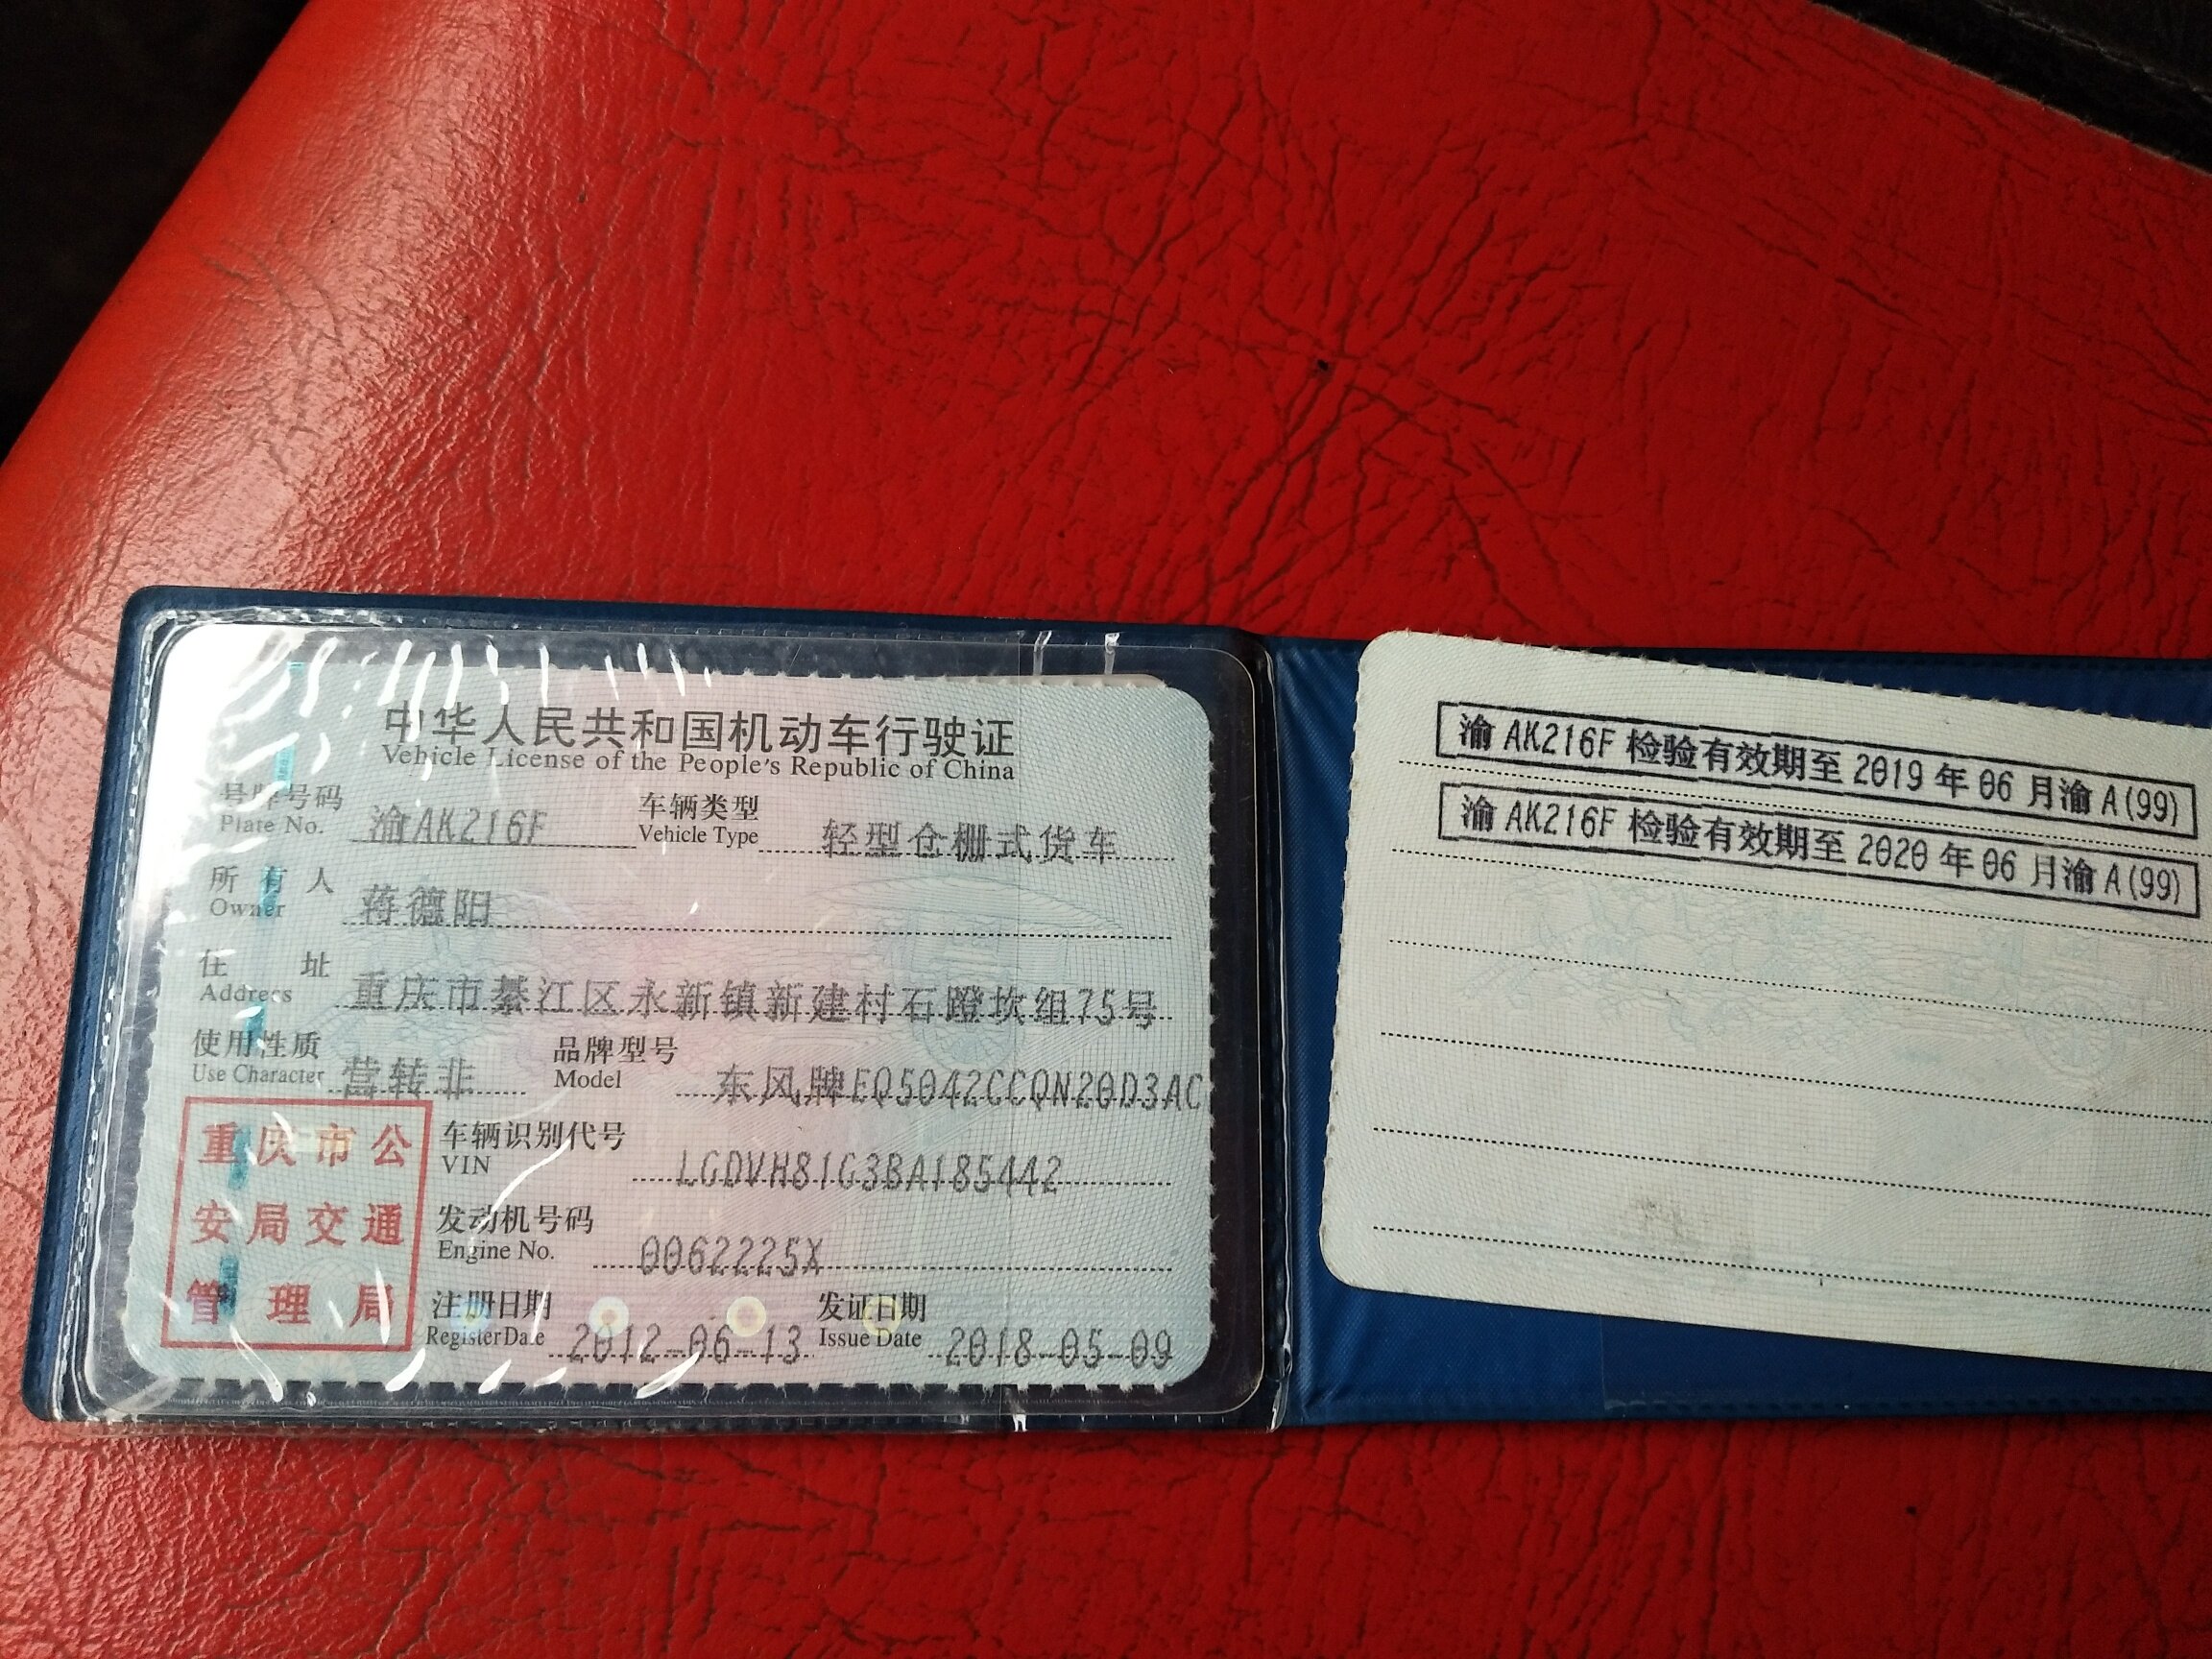 中华人民共和国机动车行驶证
Vehicle License of the People's Republic of China
号牌号码 渝AK216F 车辆类型 轻型仓栅式货车
Plate No. Vehicle Type
所有人 蒋德阳
Owner
住址 重庆市綦江区永新镇新建村石蹬坎组75号
Address
使用性质 营转非 品牌型号 东风牌EQ5042CCQN20D3AC
Use Character Model
重庆市公
安局交通
管理局
车辆识别代号 LGDVH81G3BA185442
VIN
发动机号码 0062225X
Engine No.
注册日期 2012-06-13 发证日期 2018-05-09
Register Date Issue Date
渝AK216F检验有效期至2019年06月渝A(99)
渝AK216F检验有效期至2020年06月渝A(99)